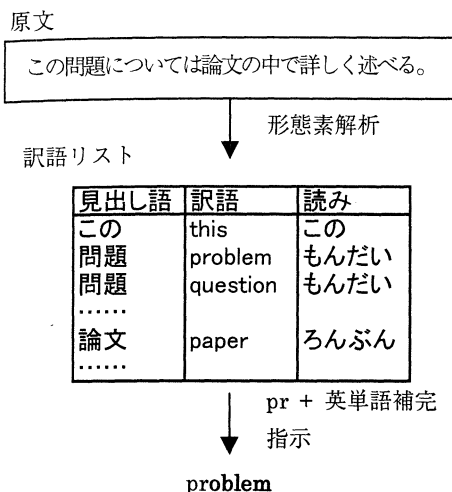 原文
この問題については論文の中で詳しく述べる。
形態素解析
訳語リスト
見出し語 訳語 読み
この this この
問題 problem もんだい
問題 question もんだい
……
論文 paper ろんぶん
……
pr + 英単語補完
指示
problem